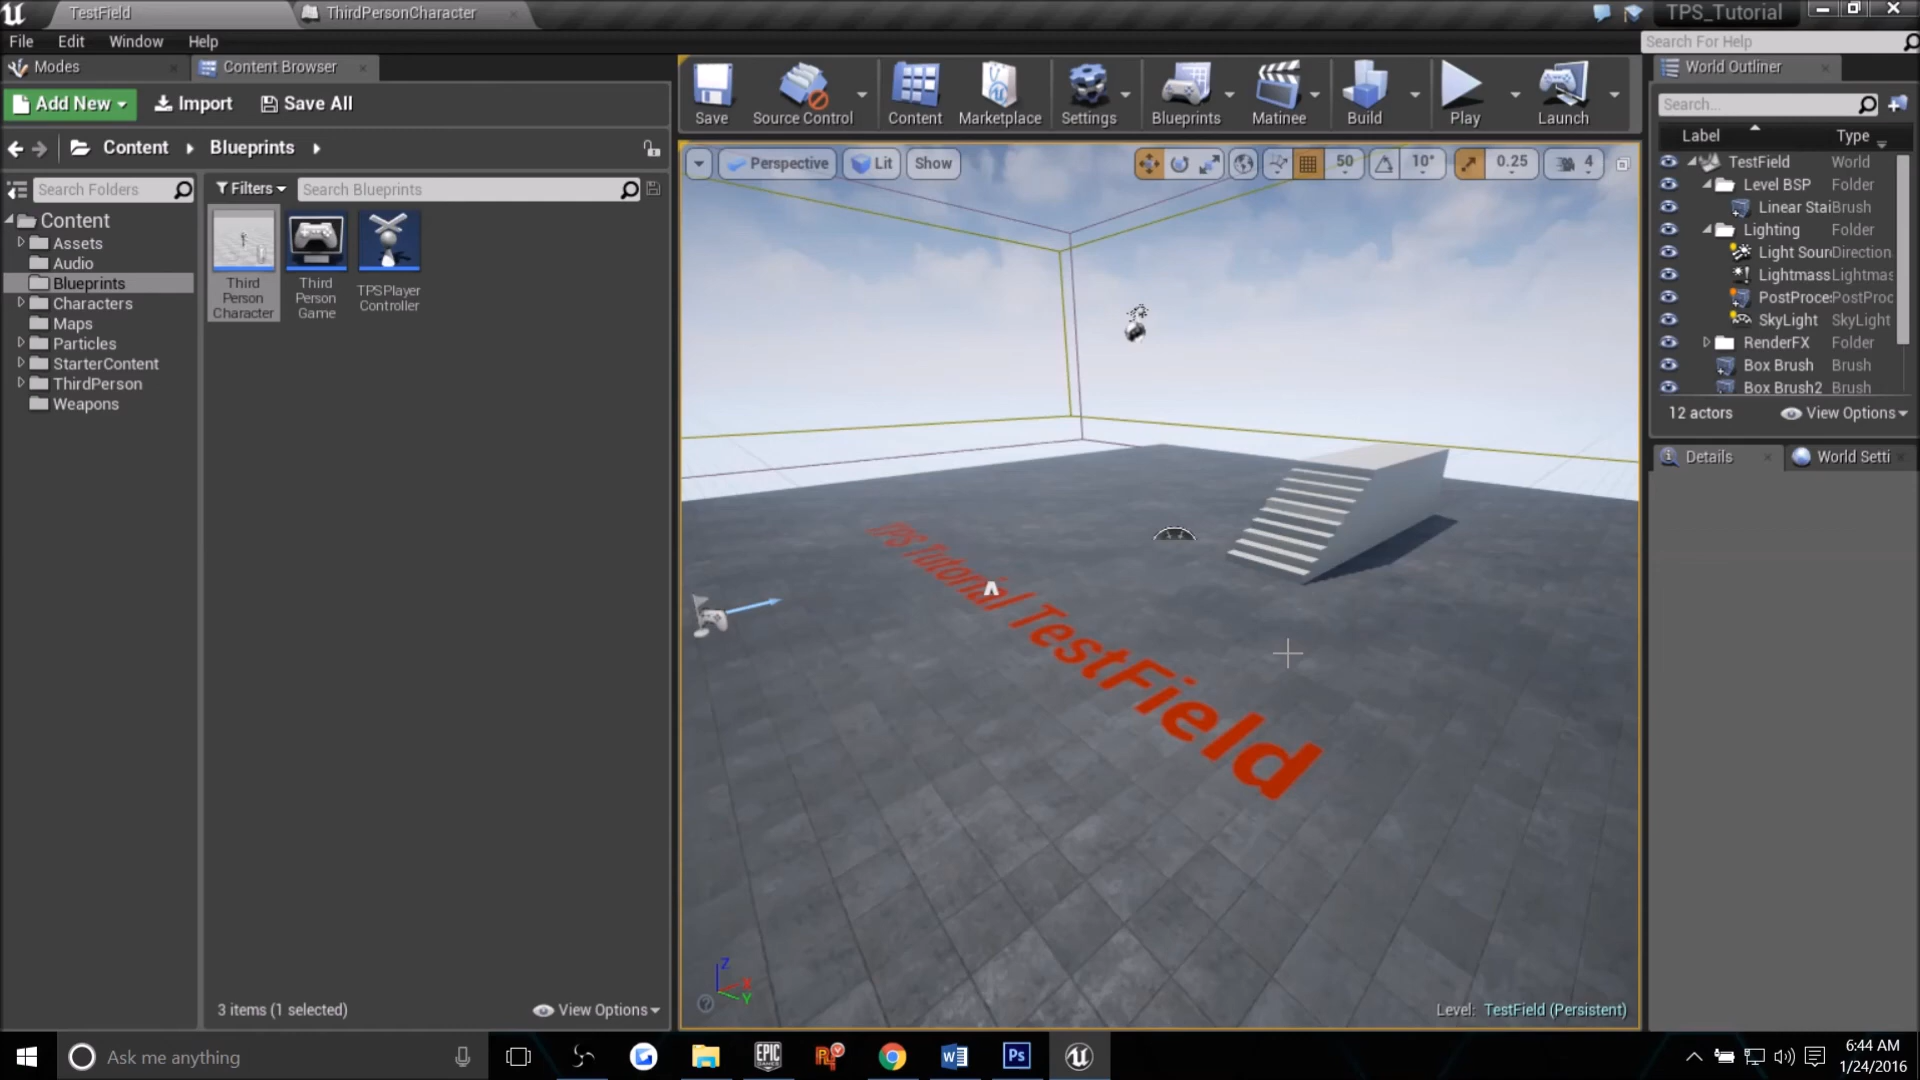 TestField
ThirdPersonCharacter
TPS_Tutorial
File Edit Window Help
Search For Help
Modes
Content Browser
World Outliner
Add New
Import
Save All
Save
Source Control
Content
Marketplace
Settings
Blueprints
Matinee
Build
Play
Launch
Search...
Label Type
Content
Blueprints
Search Folders
Filters
Search Blueprints
Perspective
Lit
Show
50
10°
0.25
4
Content
Assets
Audio
Blueprints
Characters
Maps
Particles
StarterContent
ThirdPerson
Weapons
Third
Person
Character
Third
Person
Game
TPSPlayer
Controller
TestField World
Level BSP Folder
Linear Stai Brush
Lighting Folder
Light Sour Direction
Lightmass Lightmas
PostProce PostProc
SkyLight SkyLight
RenderFX Folder
Box Brush Brush
Box Brush2 Brush
12 actors
View Options
Details
World Setti
TPS Tutorial TestField
Z
X
Y
3 items (1 selected)
View Options
Level: TestField (Persistent)
Ask me anything
EPIC
GAMES
W
Ps
6:44 AM
1/24/2016